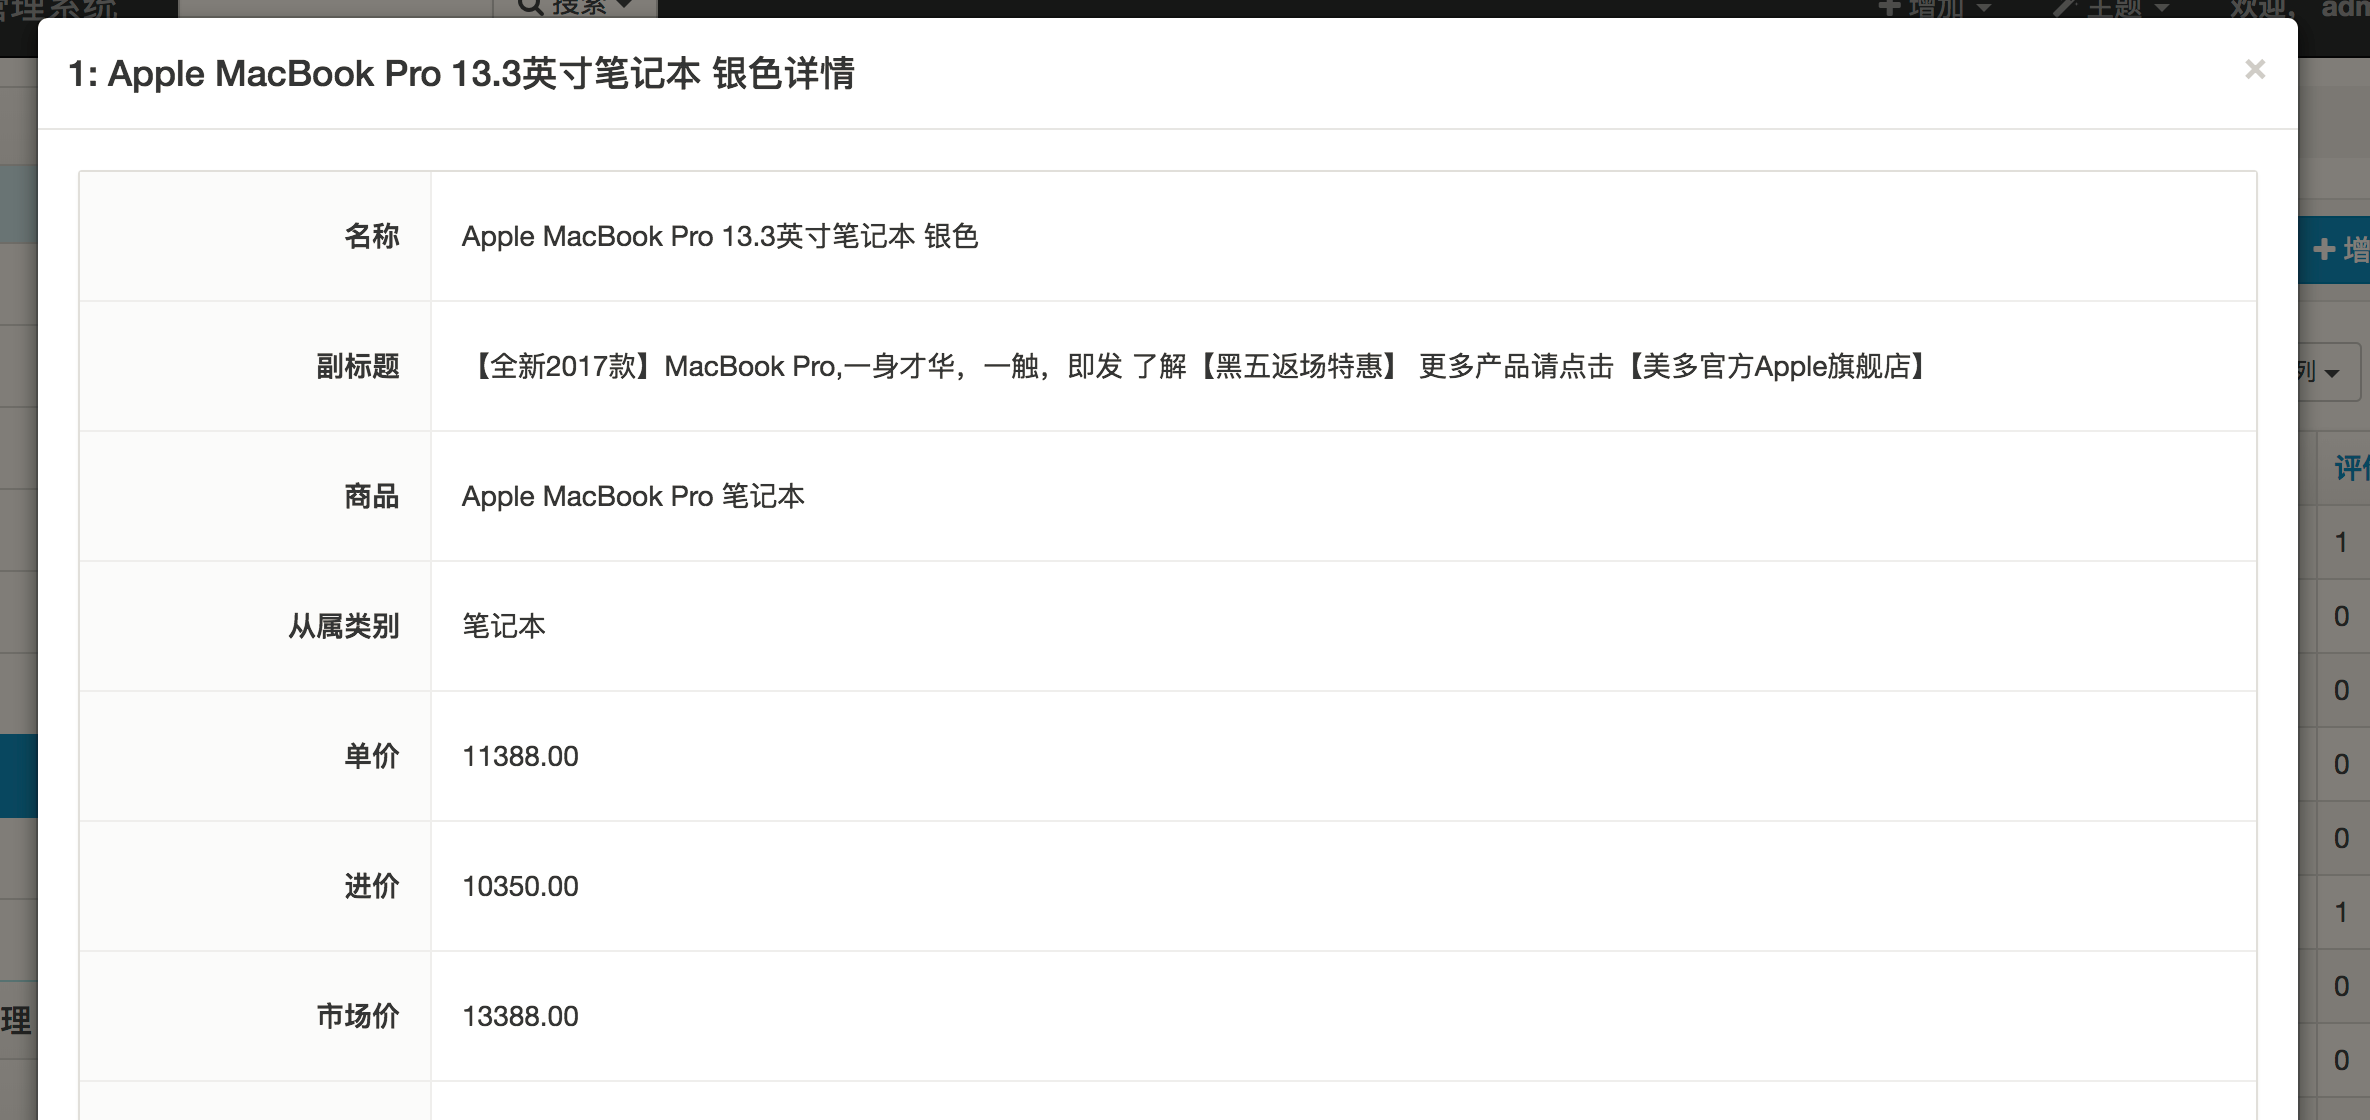 管理系统
搜索
增加
主题
欢迎，
1: Apple MacBook Pro 13.3英寸笔记本 银色详情
×
名称
Apple MacBook Pro 13.3英寸笔记本 银色
增
副标题
【全新2017款】MacBook Pro,一身才华，一触，即发 了解【黑五返场特惠】 更多产品请点击【美多官方Apple旗舰店】
列
商品
Apple MacBook Pro 笔记本
1
从属类别
笔记本
0
0
单价
11388.00
0
0
进价
10350.00
1
0
市场价
13388.00
理
0